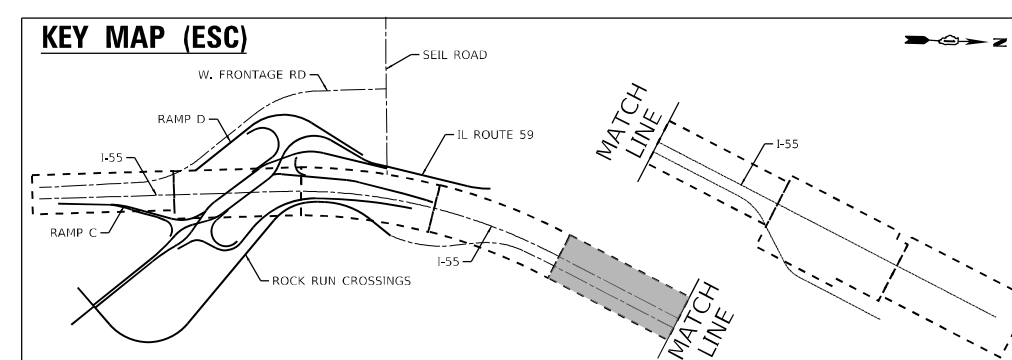 KEY MAP (ESC)
N
SEIL ROAD
W. FRONTAGE RD
RAMP D
IL ROUTE 59
I-55
RAMP C
I-55
ROCK RUN CROSSINGS
MATCH
LINE
MATCH
LINE
I-55